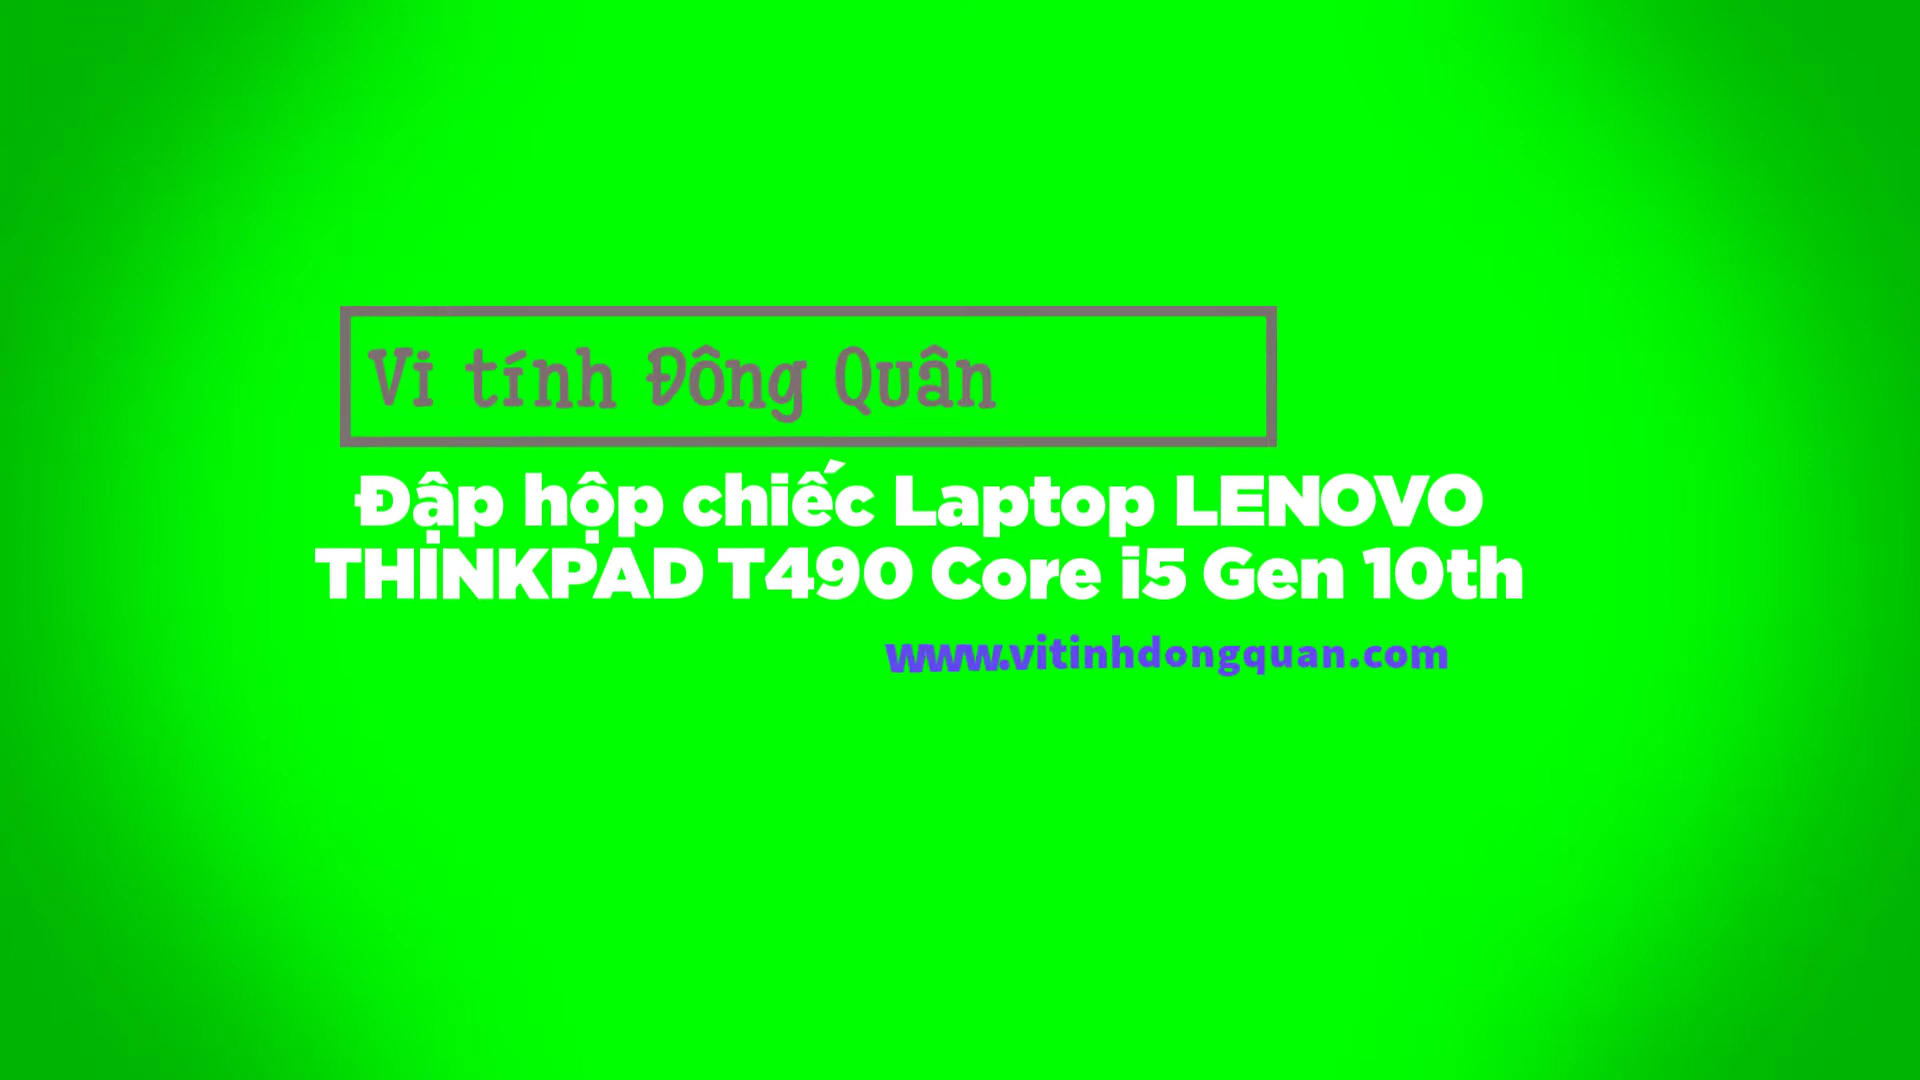 Vi tính Đông Quân
Đập hộp chiếc Laptop LENOVO
THINKPAD T490 Core i5 Gen 10th
www.vitinhdongquan.com